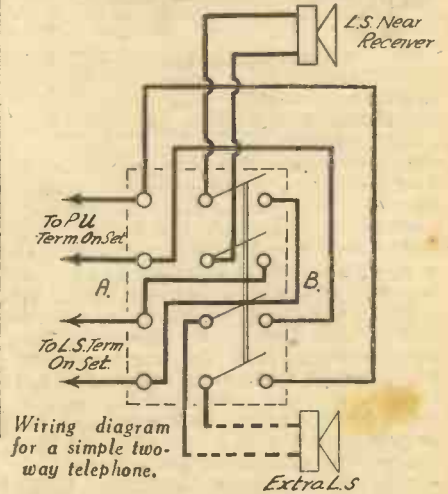 L.S. Near
Receiver
To P U
Term. On Set
A.
B.
To L.S. Term
On Set.
Wiring diagram
for a simple two-
way telephone.
Extra L.S